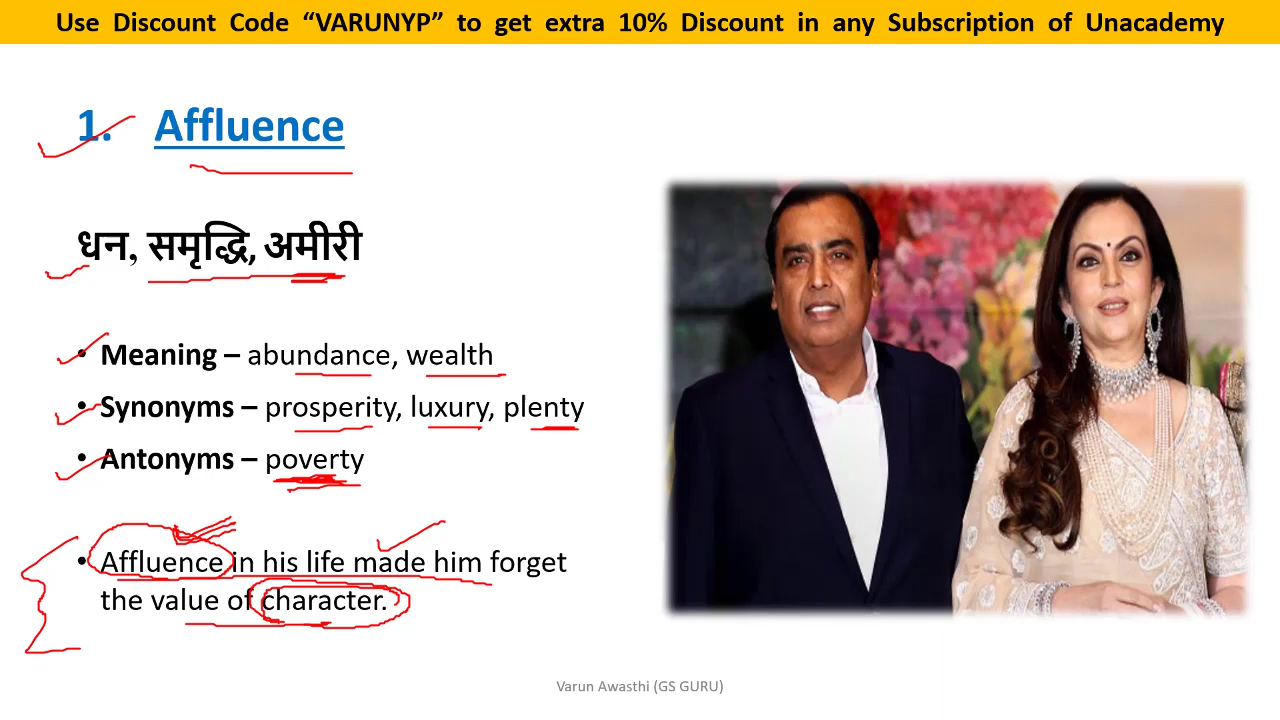 Use Discount Code “VARUNYP” to get extra 10% Discount in any Subscription of Unacademy
1. Affluence
धन, समृद्धि, अमीरी
• Meaning – abundance, wealth
• Synonyms – prosperity, luxury, plenty
• Antonyms – poverty
• Affluence in his life made him forget
the value of character.
Varun Awasthi (GS GURU)